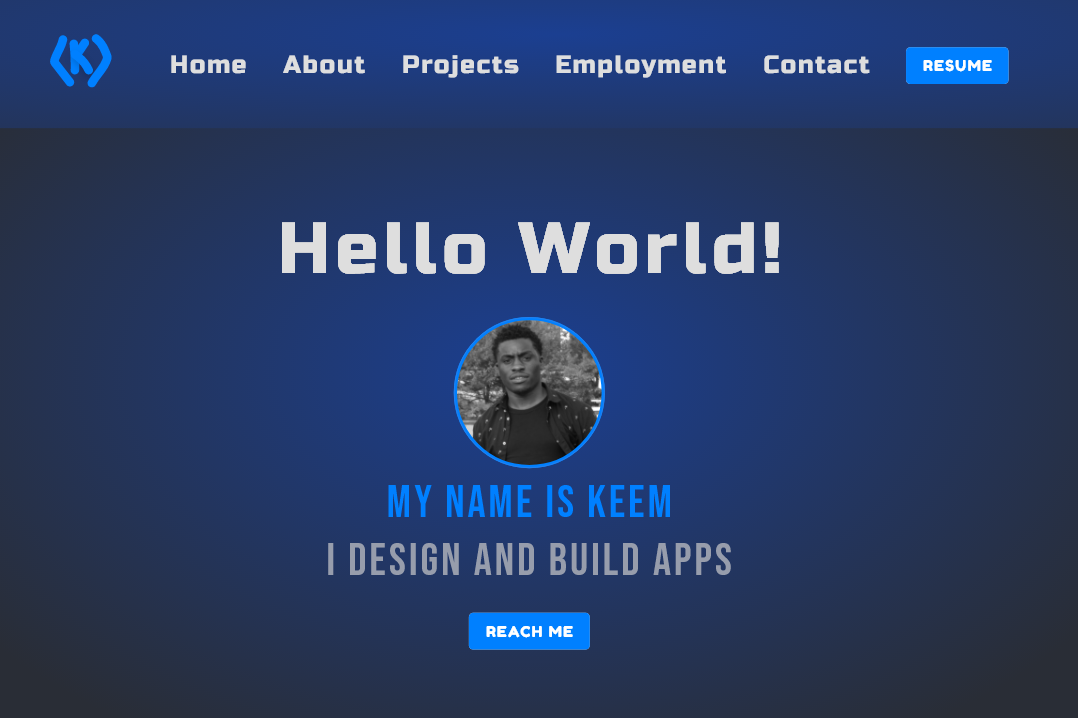 ⟨K⟩
Home About Projects Employment Contact RESUME
Hello World!
MY NAME IS KEEM
I DESIGN AND BUILD APPS
REACH ME